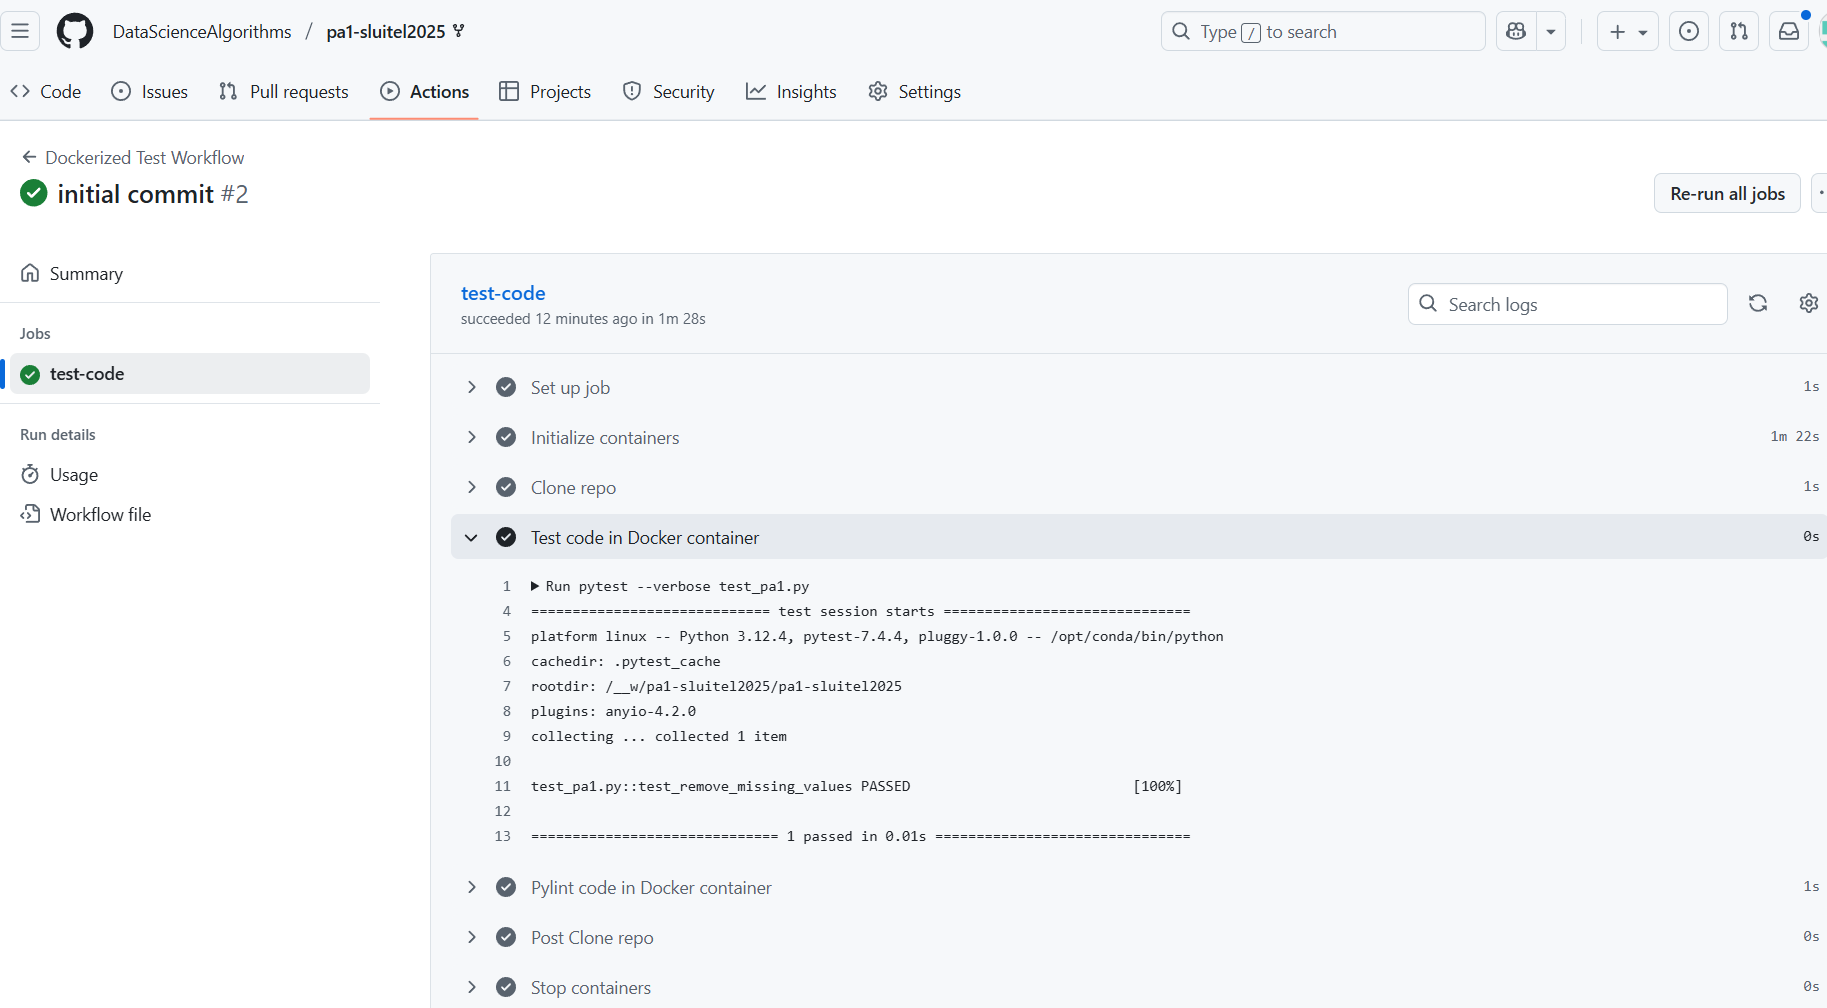 DataScienceAlgorithms / pa1-sluitel2025
Type / to search
Code
Issues
Pull requests
Actions
Projects
Security
Insights
Settings
Dockerized Test Workflow
initial commit #2
Re-run all jobs
Summary
Jobs
test-code
Run details
Usage
Workflow file
test-code
succeeded 12 minutes ago in 1m 28s
Search logs
Set up job 1s
Initialize containers 1m 22s
Clone repo 1s
Test code in Docker container 0s
1 Run pytest --verbose test_pa1.py
4 ============================= test session starts ==============================
5 platform linux -- Python 3.12.4, pytest-7.4.4, pluggy-1.0.0 -- /opt/conda/bin/python
6 cachedir: .pytest_cache
7 rootdir: /__w/pa1-sluitel2025/pa1-sluitel2025
8 plugins: anyio-4.2.0
9 collecting ... collected 1 item
10
11 test_pa1.py::test_remove_missing_values PASSED [100%]
12
13 ============================== 1 passed in 0.01s ===============================
Pylint code in Docker container 1s
Post Clone repo 0s
Stop containers 0s